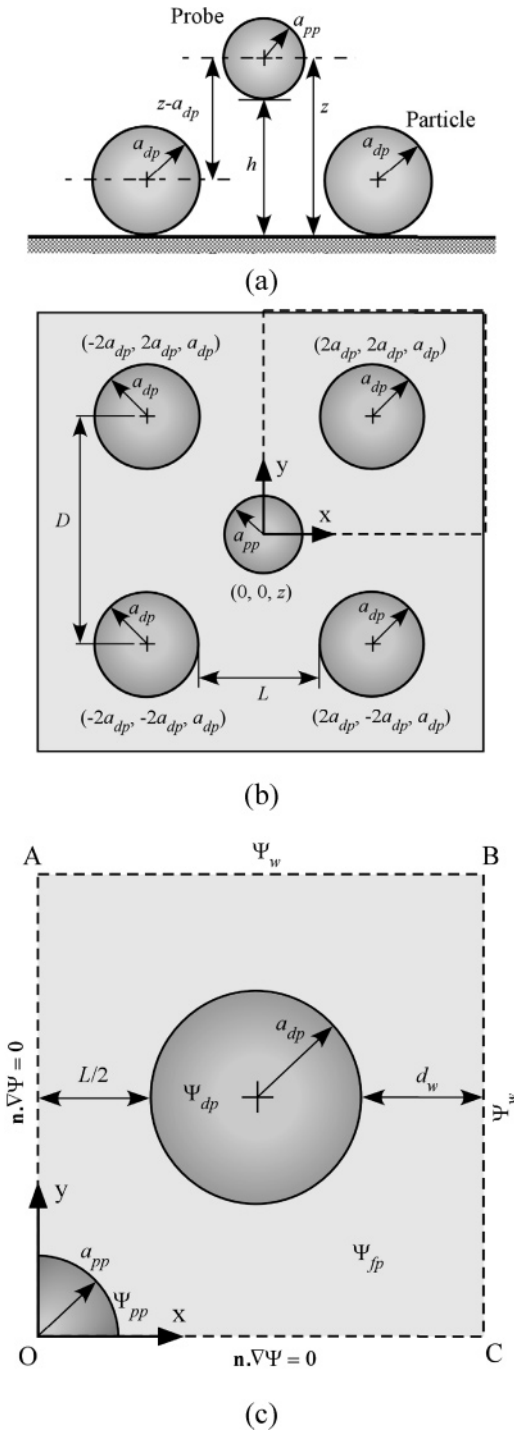 Probe
a_pp
z-a_dp
z
Particle
a_dp
h
a_dp
(a)
(-2a_dp, 2a_dp, a_dp)
(2a_dp, 2a_dp, a_dp)
a_dp
a_dp
y
D
x
a_pp
(0, 0, z)
a_dp
a_dp
L
(-2a_dp, -2a_dp, a_dp)
(2a_dp, -2a_dp, a_dp)
(b)
A
Ψ_w
B
a_dp
L/2
d_w
n.∇Ψ = 0
Ψ_dp
Ψ_w
y
a_pp
Ψ_fp
Ψ_pp
x
O
n.∇Ψ = 0
C
(c)